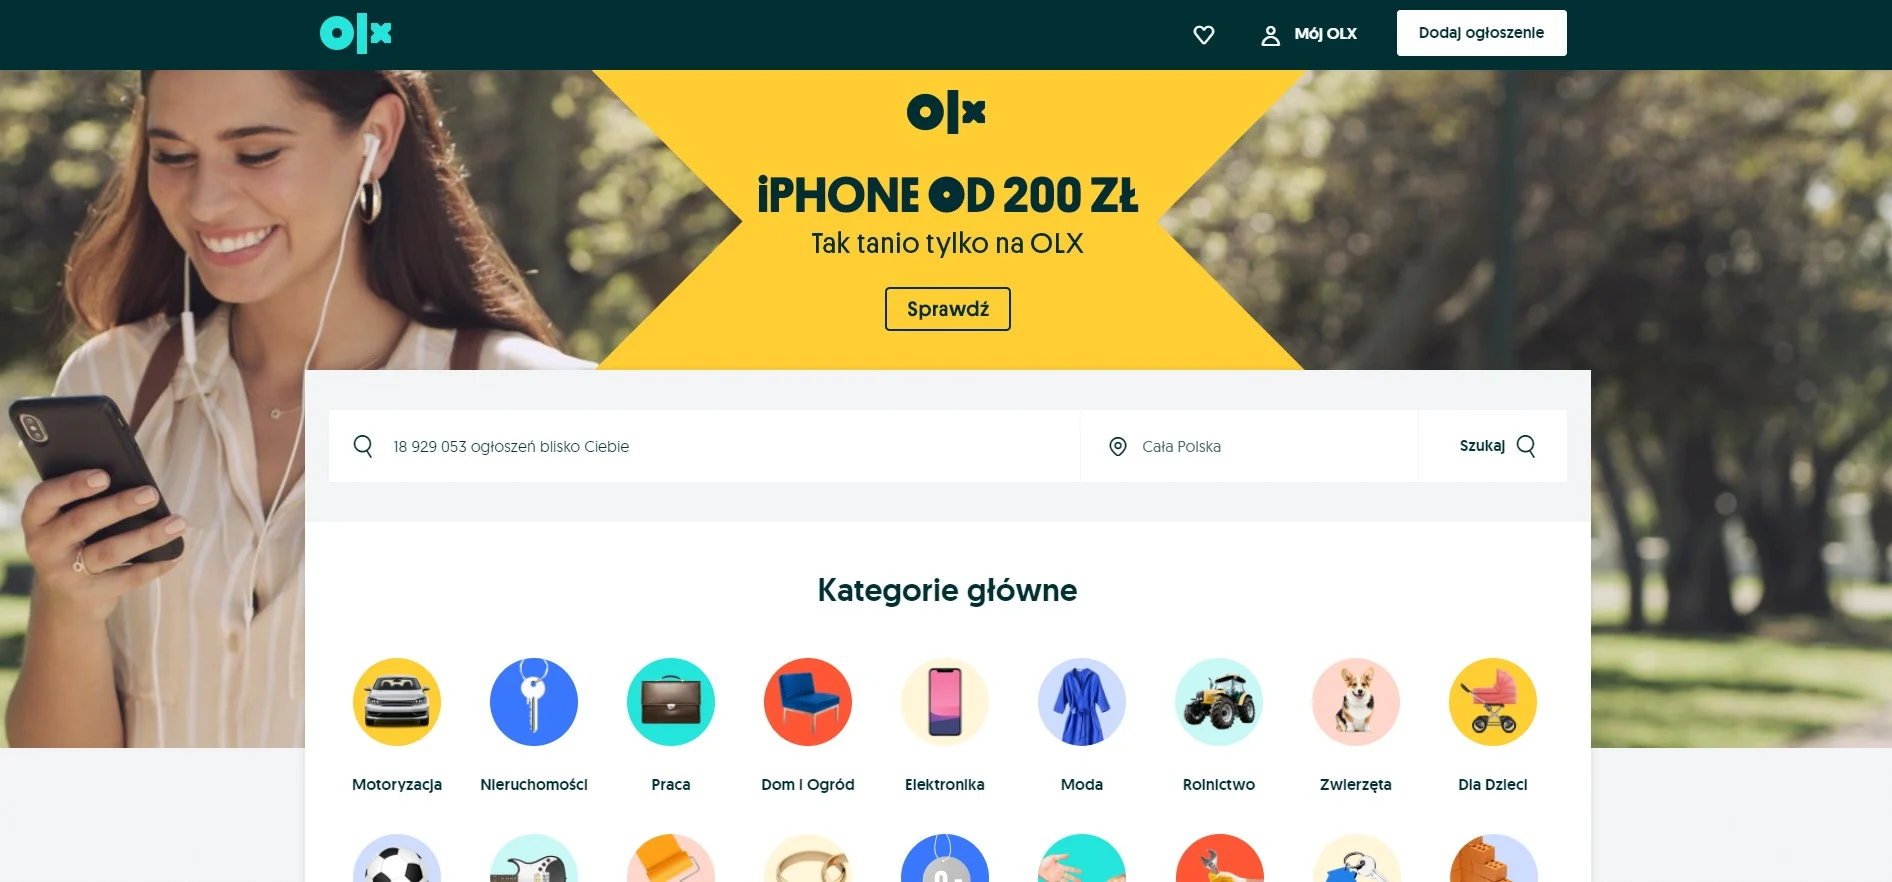 olx
Mój OLX
Dodaj ogłoszenie
olx
iPHONE OD 200 ZŁ
Tak tanio tylko na OLX
Sprawdź
18 929 053 ogłoszeń blisko Ciebie
Cała Polska
Szukaj
Kategorie główne
Motoryzacja
Nieruchomości
Praca
Dom i Ogród
Elektronika
Moda
Rolnictwo
Zwierzęta
Dla Dzieci